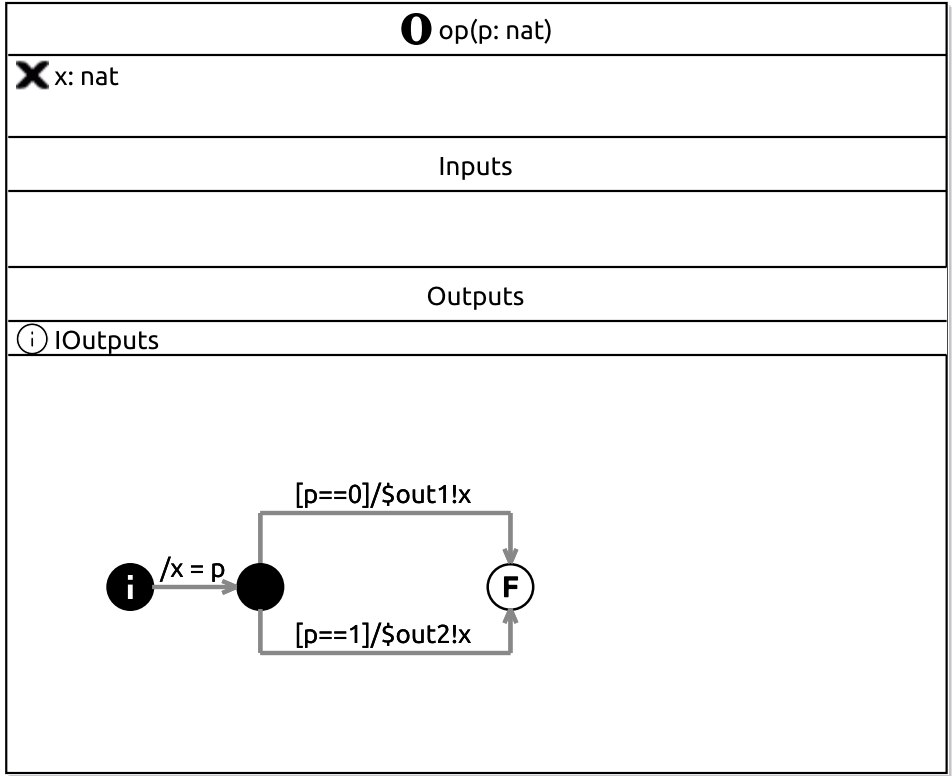 O op(p: nat)
X x: nat
Inputs
Outputs
i IOutputs
[p==0]/$out1!x
/x = p
i
F
[p==1]/$out2!x